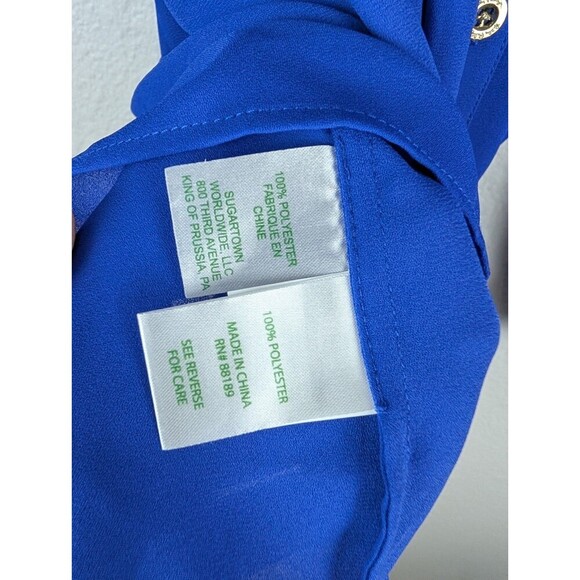 100% POLYESTER
FABRIQUE EN
CHINE
SUGARTOWN
WORLDWIDE, LLC
800 THIRD AVENUE
KING OF PRUSSIA, PA
100% POLYESTER
MADE IN CHINA
RN# 88189
SEE REVERSE
FOR CARE